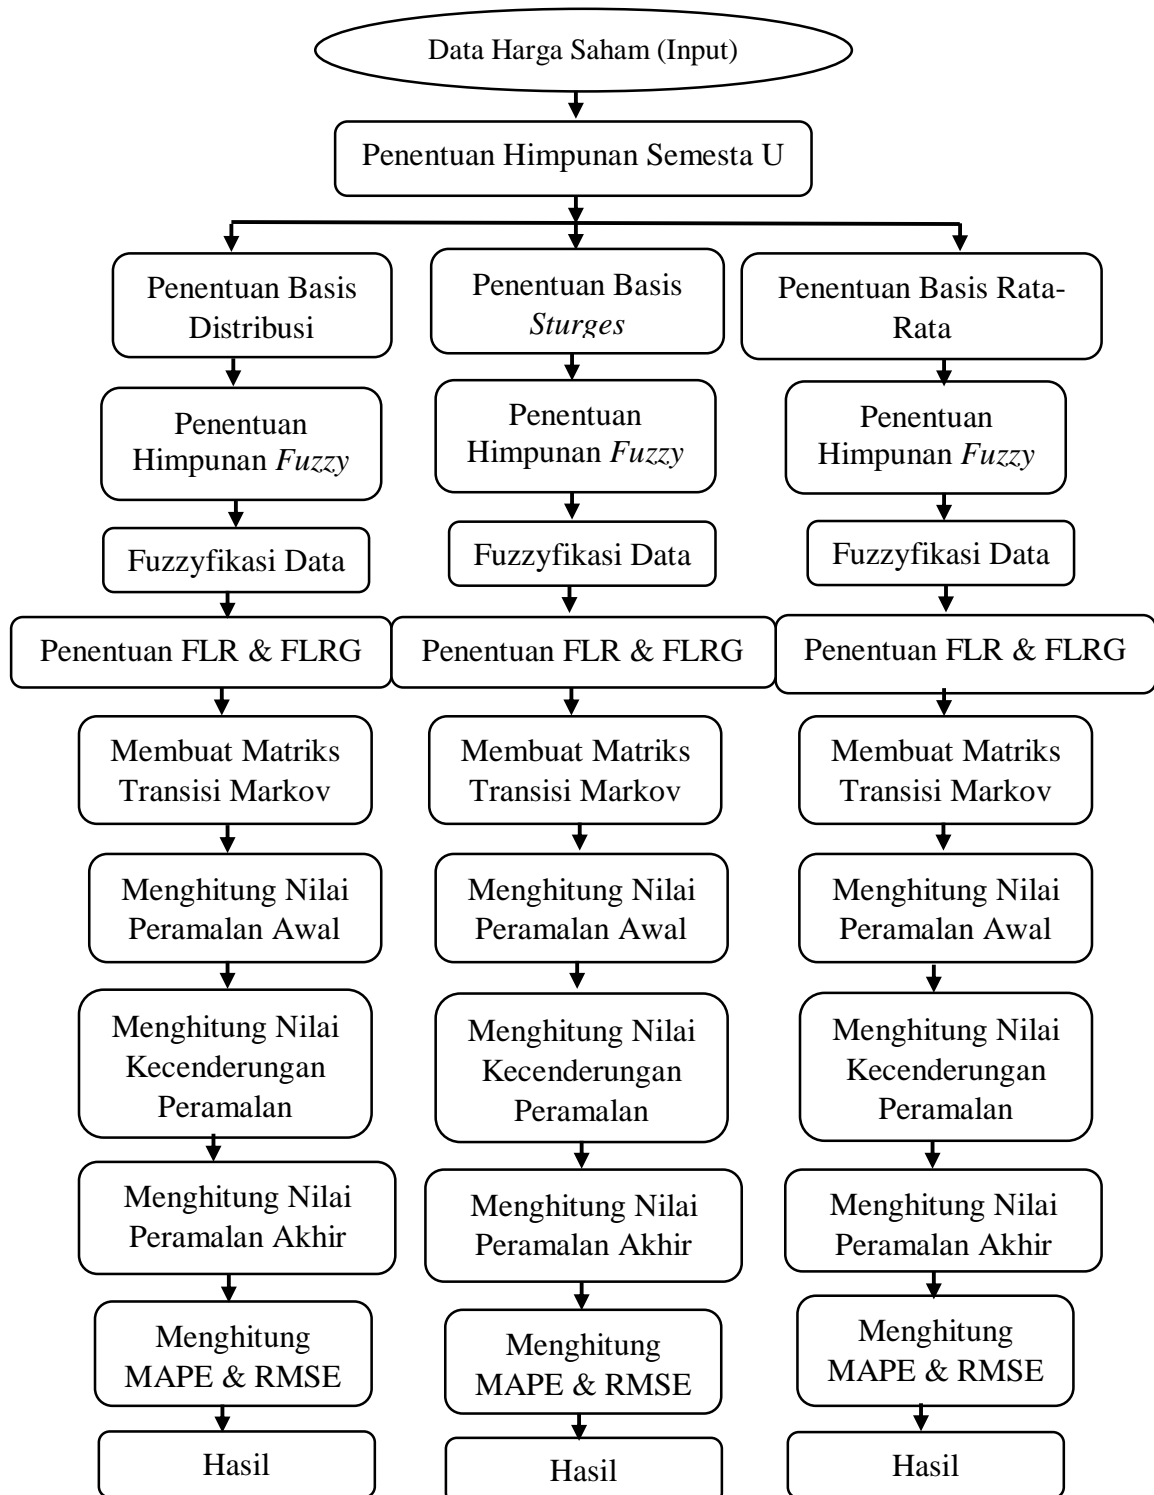 Data Harga Saham (Input)
Penentuan Himpunan Semesta U
Penentuan Basis
Distribusi
Penentuan
Himpunan Fuzzy
Fuzzyfikasi Data
Penentuan FLR & FLRG
Membuat Matriks
Transisi Markov
Menghitung Nilai
Peramalan Awal
Menghitung Nilai
Kecenderungan
Peramalan
Menghitung Nilai
Peramalan Akhir
Menghitung
MAPE & RMSE
Hasil
Penentuan Basis
Sturges
Penentuan
Himpunan Fuzzy
Fuzzyfikasi Data
Penentuan FLR & FLRG
Membuat Matriks
Transisi Markov
Menghitung Nilai
Peramalan Awal
Menghitung Nilai
Kecenderungan
Peramalan
Menghitung Nilai
Peramalan Akhir
Menghitung
MAPE & RMSE
Hasil
Penentuan Basis Rata-
Rata
Penentuan
Himpunan Fuzzy
Fuzzyfikasi Data
Penentuan FLR & FLRG
Membuat Matriks
Transisi Markov
Menghitung Nilai
Peramalan Awal
Menghitung Nilai
Kecenderungan
Peramalan
Menghitung Nilai
Peramalan Akhir
Menghitung
MAPE & RMSE
Hasil